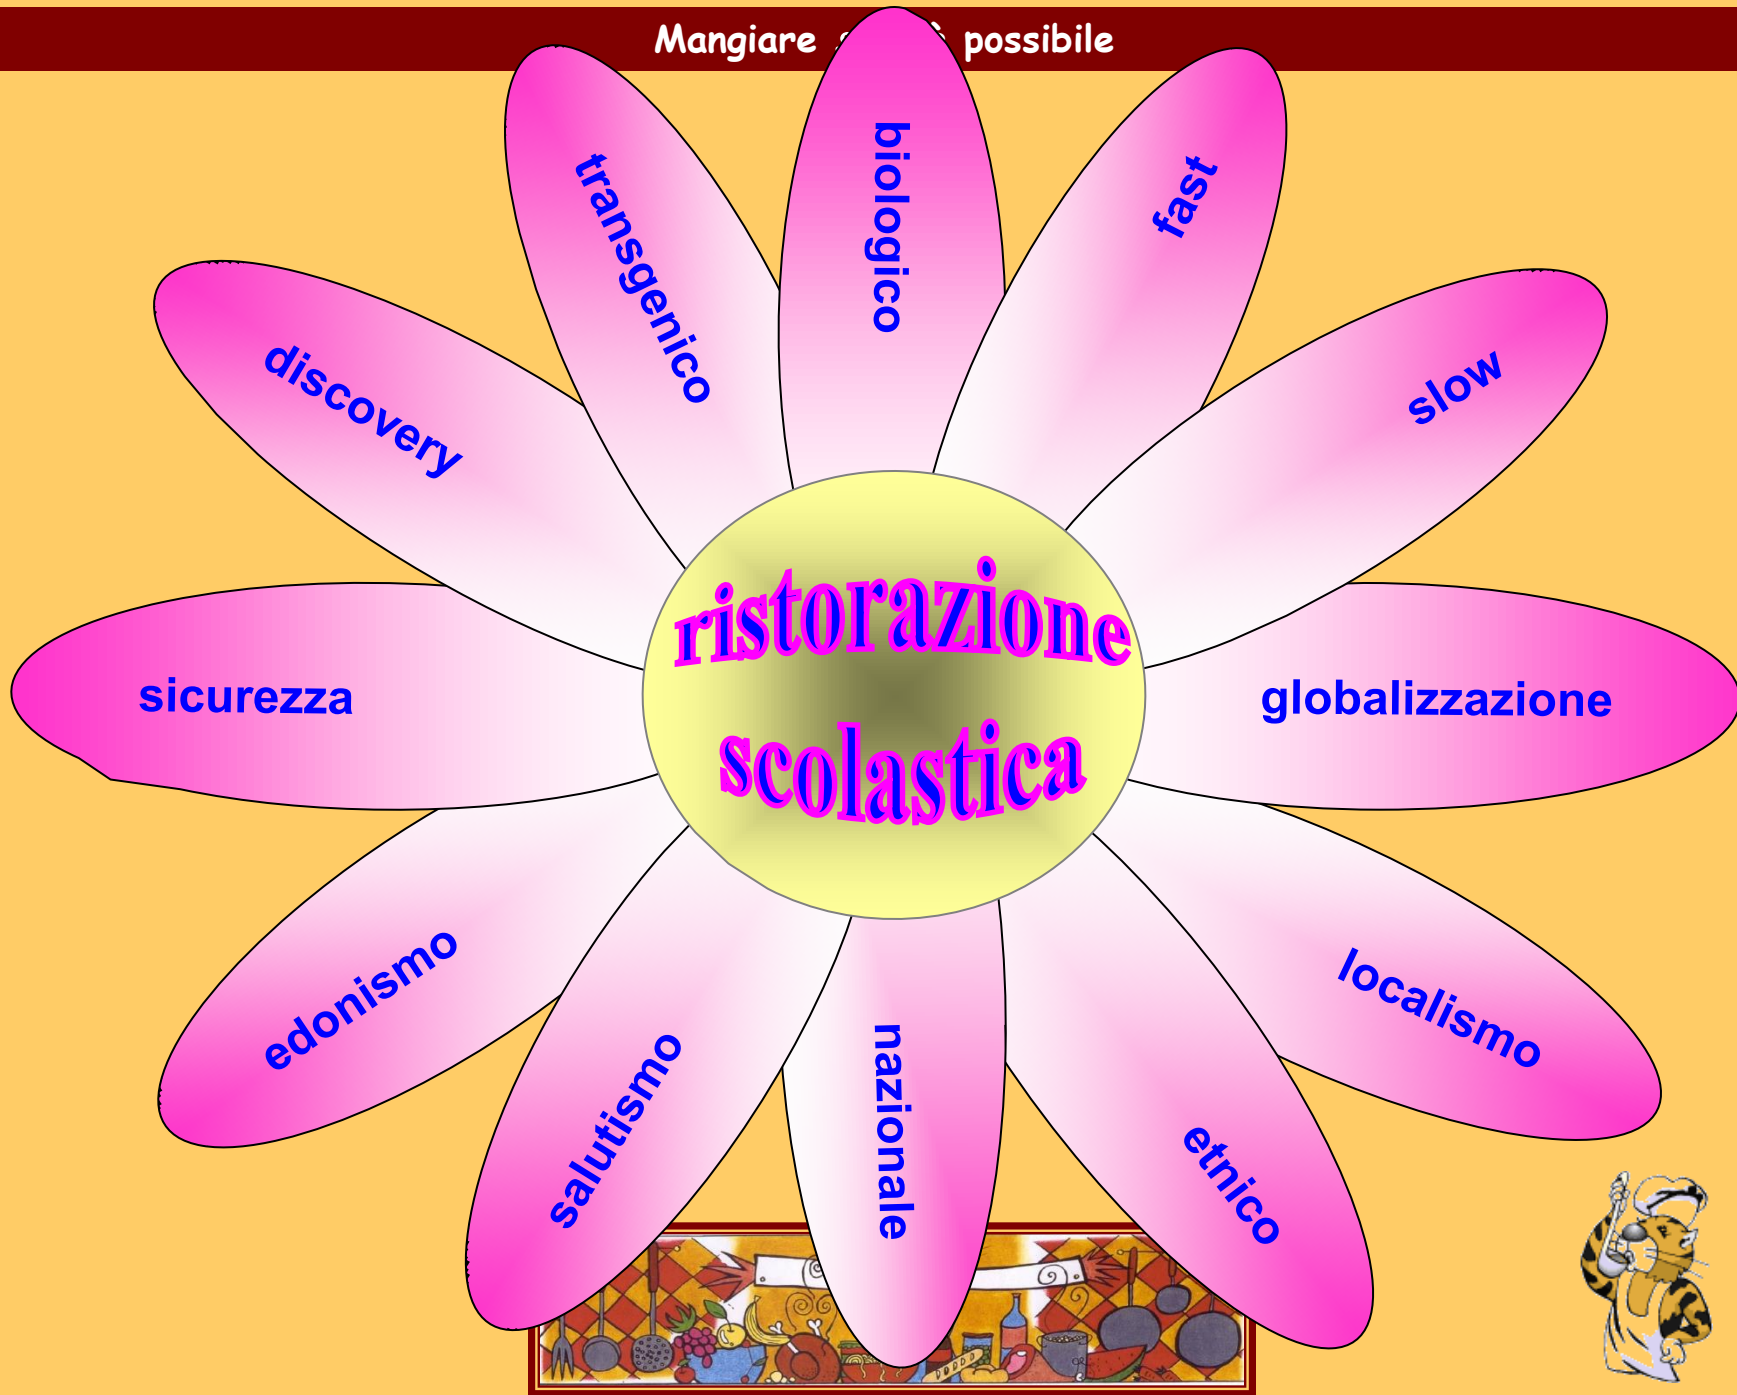 Mangiare possibile
biologico
fast
slow
globalizzazione
localismo
etnico
nazionale
salutismo
edonismo
sicurezza
discovery
transgenico
ristorazione
scolastica